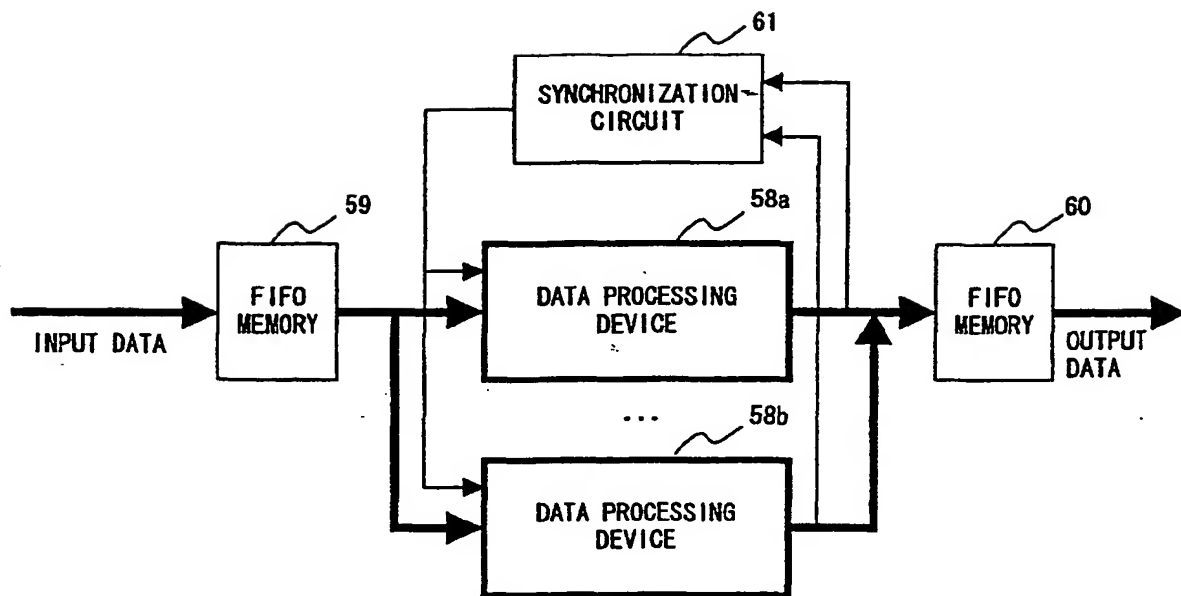 61
SYNCHRONIZATION
CIRCUIT
59
58a
60
FIFO
MEMORY
DATA PROCESSING
DEVICE
FIFO
MEMORY
INPUT DATA
OUTPUT
DATA
...
58b
DATA PROCESSING
DEVICE